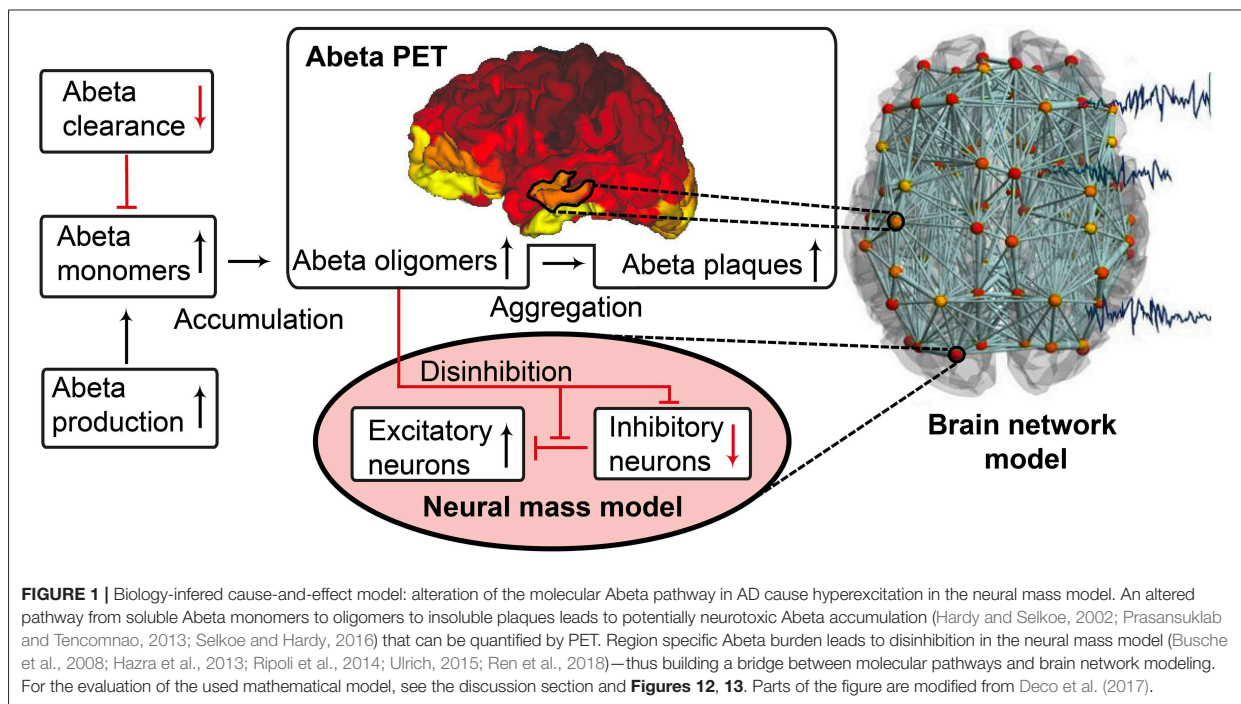 Abeta PET
Abeta
clearance
Abeta
monomers
Abeta oligomers
Abeta plaques
Accumulation
Aggregation
Abeta
production
Disinhibition
Excitatory
neurons
Inhibitory
neurons
Neural mass model
Brain network
model
FIGURE 1 | Biology-infered cause-and-effect model: alteration of the molecular Abeta pathway in AD cause hyperexcitation in the neural mass model. An altered
pathway from soluble Abeta monomers to oligomers to insoluble plaques leads to potentially neurotoxic Abeta accumulation (Hardy and Selkoe, 2002; Prasansuklab
and Tencomnao, 2013; Selkoe and Hardy, 2016) that can be quantified by PET. Region specific Abeta burden leads to disinhibition in the neural mass model (Busche
et al., 2008; Hazra et al., 2013; Ripoli et al., 2014; Ulrich, 2015; Ren et al., 2018)—thus building a bridge between molecular pathways and brain network modeling.
For the evaluation of the used mathematical model, see the discussion section and Figures 12, 13. Parts of the figure are modified from Deco et al. (2017).